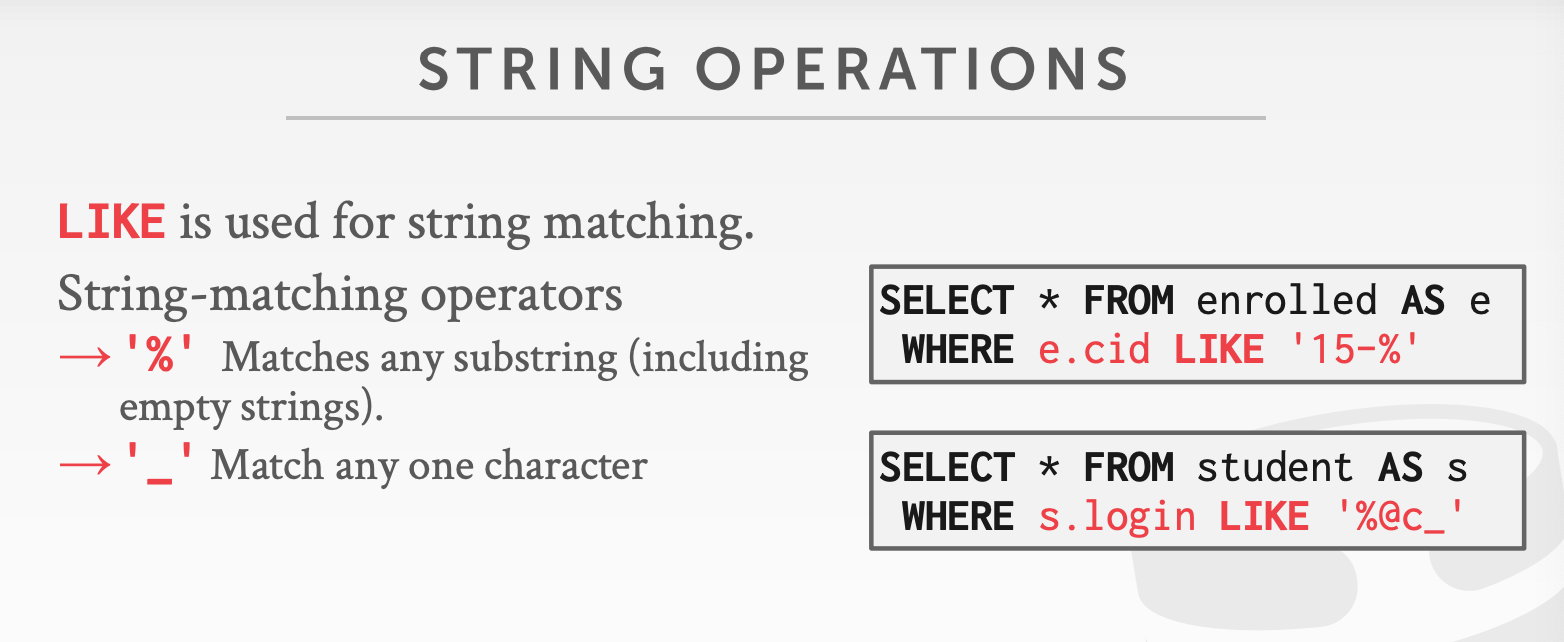 STRING OPERATIONS
LIKE is used for string matching.
String-matching operators
→'%' Matches any substring (including
empty strings).
→'_' Match any one character
SELECT * FROM enrolled AS e
WHERE e.cid LIKE '15-%'
SELECT * FROM student AS s
WHERE s.login LIKE '%@c_'